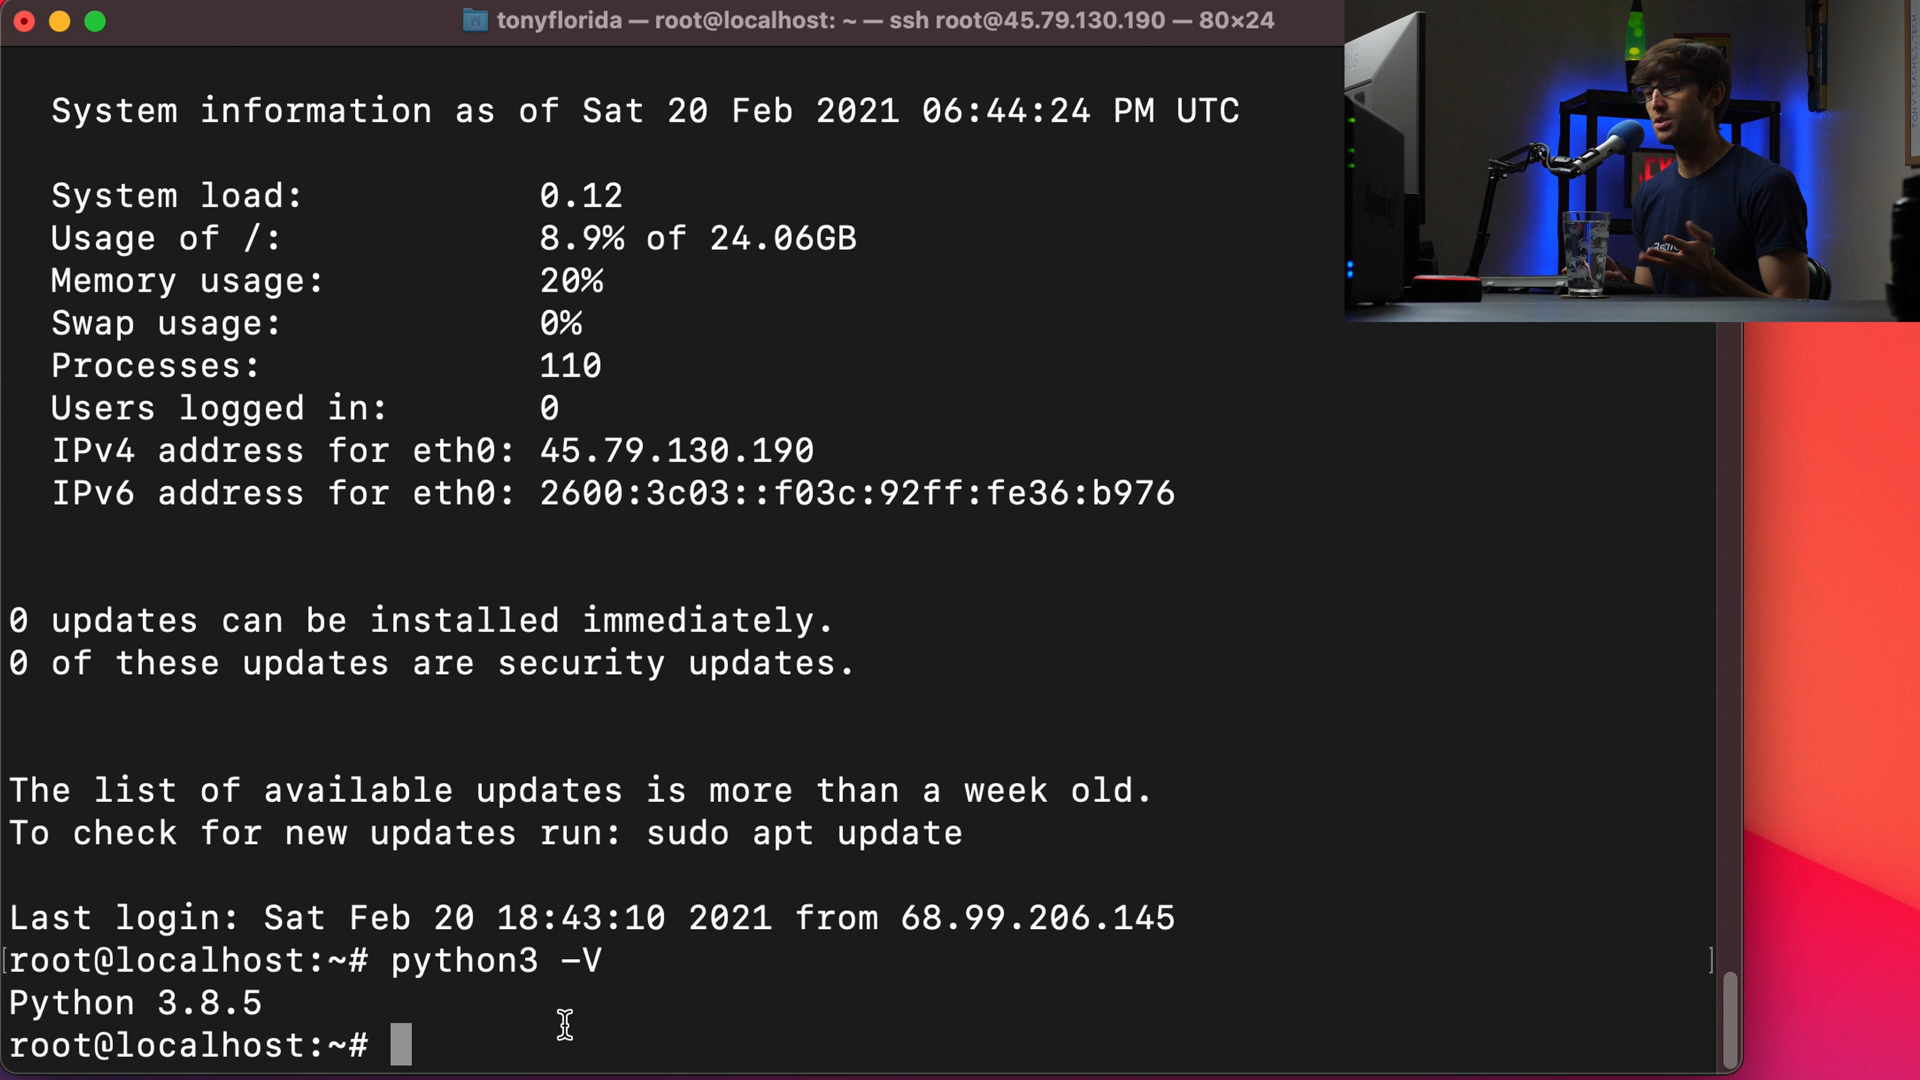 tonyflorida — root@localhost: ~ — ssh root@45.79.130.190 — 80×24
System information as of Sat 20 Feb 2021 06:44:24 PM UTC
System load: 0.12
Usage of /: 8.9% of 24.06GB
Memory usage: 20%
Swap usage: 0%
Processes: 110
Users logged in: 0
IPv4 address for eth0: 45.79.130.190
IPv6 address for eth0: 2600:3c03::f03c:92ff:fe36:b976
0 updates can be installed immediately.
0 of these updates are security updates.
The list of available updates is more than a week old.
To check for new updates run: sudo apt update
Last login: Sat Feb 20 18:43:10 2021 from 68.99.206.145
[root@localhost:~# python3 -V ]
Python 3.8.5
root@localhost:~#